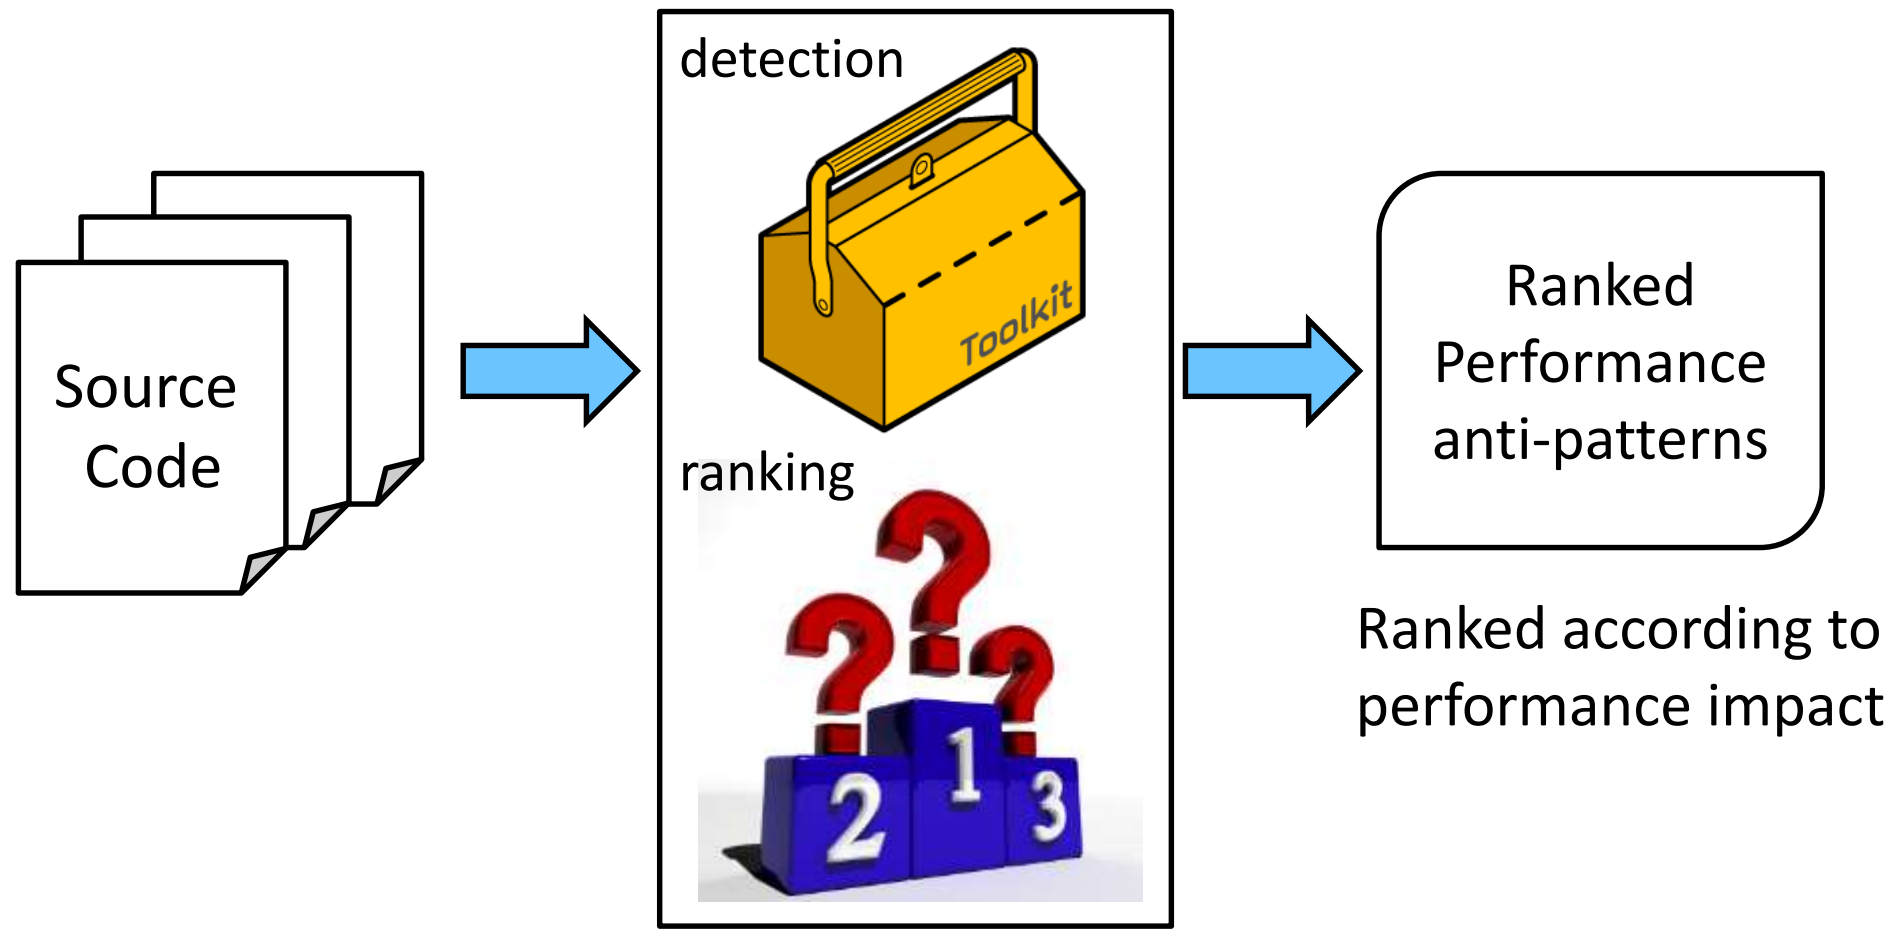 Source
Code
detection
Toolkit
ranking
?
?
?
1
2
3
Ranked
Performance
anti-patterns
Ranked according to
performance impact